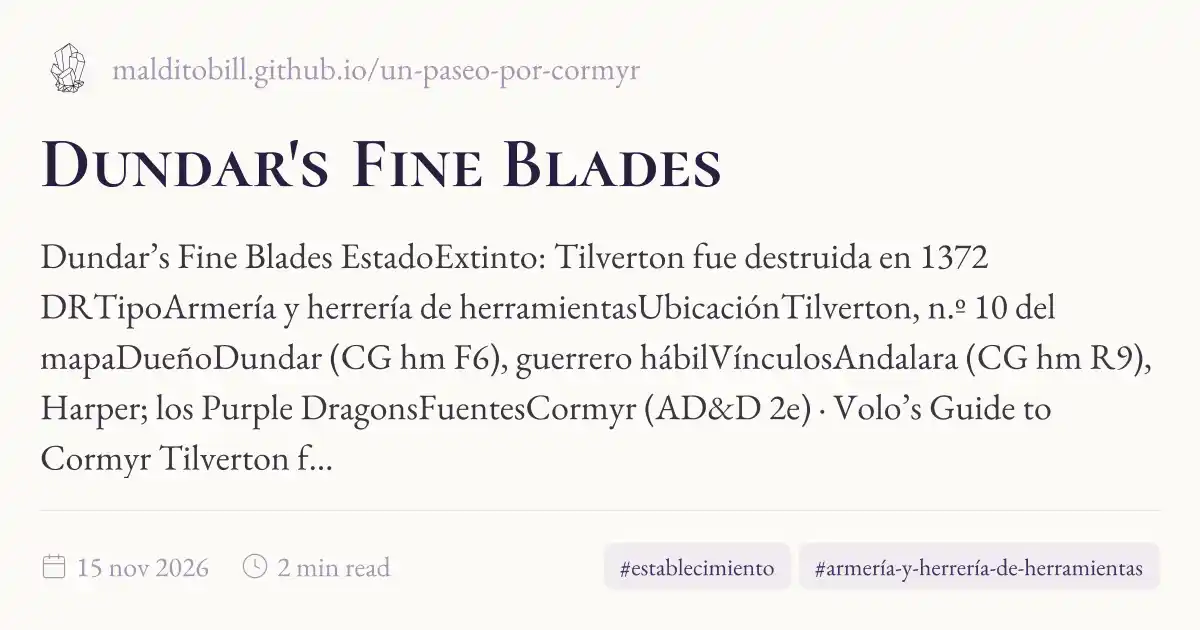 malditobill.github.io/un-paseo-por-cormyr
Dundar's Fine Blades
Dundar’s Fine Blades EstadoExtinto: Tilverton fue destruida en 1372
DRTipoArmería y herrería de herramientasUbicaciónTilverton, n.º 10 del
mapaDueñoDundar (CG hm F6), guerrero hábilVínculosAndalara (CG hm R9),
Harper; los Purple DragonsFuentesCormyr (AD&D 2e) · Volo’s Guide to
Cormyr Tilverton f...
15 nov 2026
2 min read
#establecimiento
#armería-y-herrería-de-herramientas